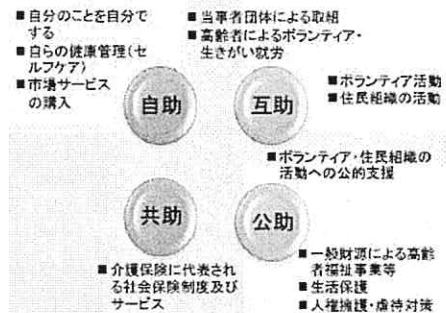 ■自分のことを自分で
する
■自らの健康管理(セ
ルフケア)
■市場サービス
の購入
■当事者団体による取組
■高齢者によるボランティア・
生きがい就労
自助
互助
■ボランティア活動
■住民組織の活動
■ボランティア・住民組織の
活動への公的支援
共助
公助
■介護保険に代表され
る社会保険制度及び
サービス
■一般財源による高齢
者福祉事業等
■生活保護
■人権擁護・虐待対策